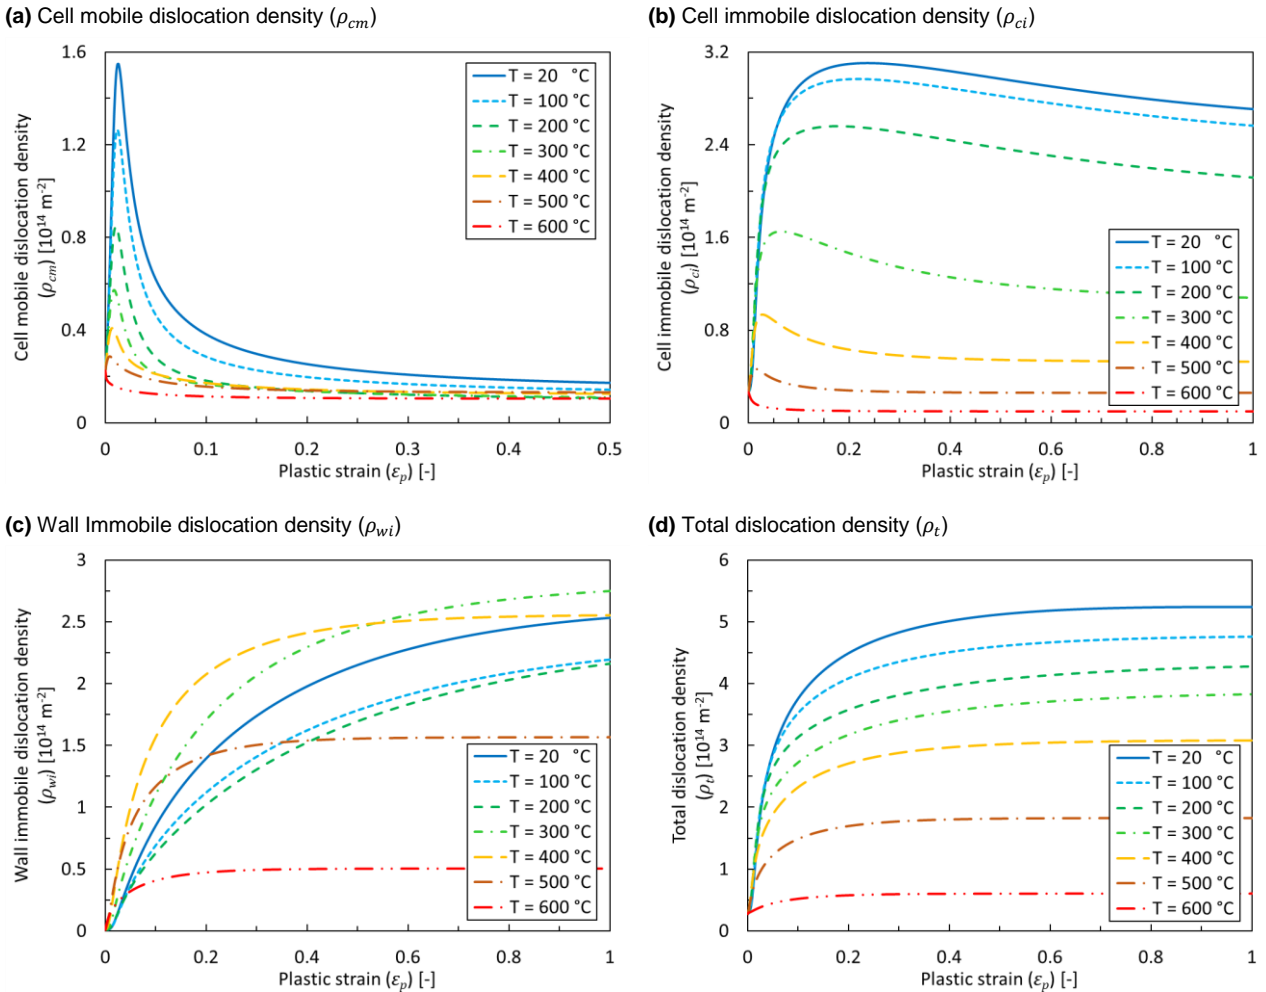 (a) Cell mobile dislocation density (ρcm)
Cell mobile dislocation density
(ρcm) [10¹⁴ m⁻²]
1.6
1.2
0.8
0.4
0
T = 20 °C
T = 100 °C
T = 200 °C
T = 300 °C
T = 400 °C
T = 500 °C
T = 600 °C
0 0.1 0.2 0.3 0.4 0.5
Plastic strain (εp) [-]
(b) Cell immobile dislocation density (ρci)
Cell immobile dislocation density
(ρci) [10¹⁴ m⁻²]
3.2
2.4
1.6
0.8
0
T = 20 °C
T = 100 °C
T = 200 °C
T = 300 °C
T = 400 °C
T = 500 °C
T = 600 °C
0 0.2 0.4 0.6 0.8 1
Plastic strain (εp) [-]
(c) Wall Immobile dislocation density (ρwi)
Wall immobile dislocation density
(ρwi) [10¹⁴ m⁻²]
3
2.5
2
1.5
1
0.5
0
T = 20 °C
T = 100 °C
T = 200 °C
T = 300 °C
T = 400 °C
T = 500 °C
T = 600 °C
0 0.2 0.4 0.6 0.8 1
Plastic strain (εp) [-]
(d) Total dislocation density (ρt)
Total dislocation density
(ρt) [10¹⁴ m⁻²]
6
5
4
3
2
1
0
T = 20 °C
T = 100 °C
T = 200 °C
T = 300 °C
T = 400 °C
T = 500 °C
T = 600 °C
0 0.2 0.4 0.6 0.8 1
Plastic strain (εp) [-]